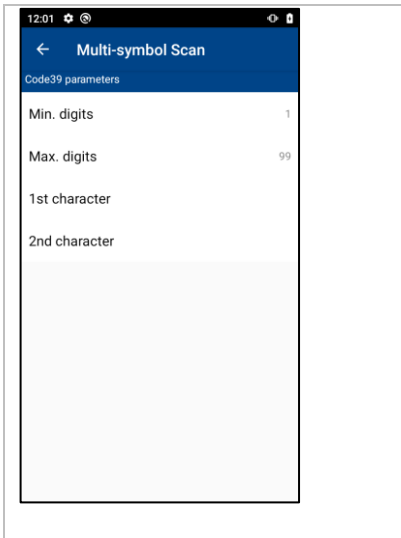 12:01
Multi-symbol Scan
Code39 parameters
Min. digits 1
Max. digits 99
1st character
2nd character